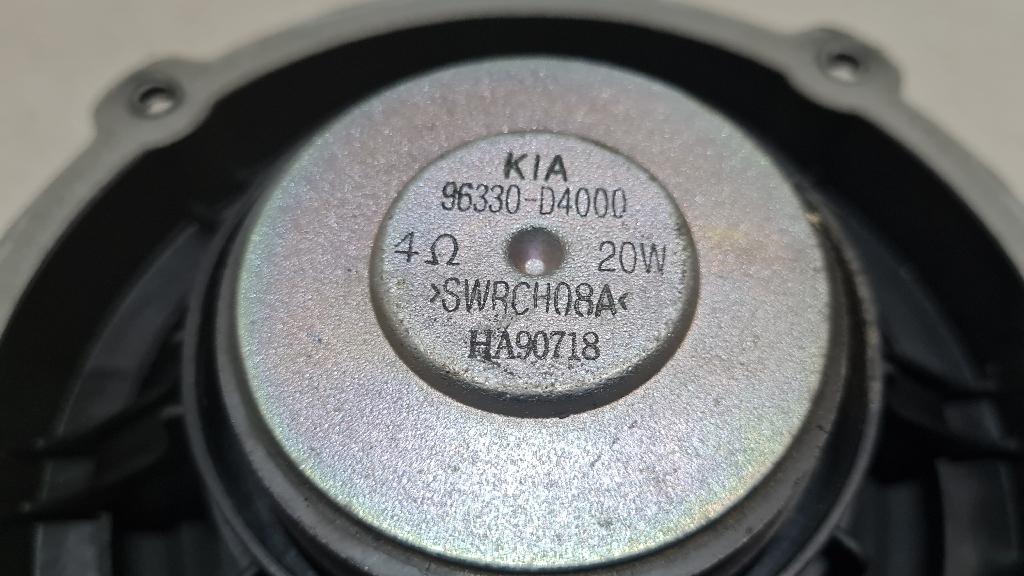 KIA
96330-D4000
4Ω 20W
>SWRCH08A<
HA90718